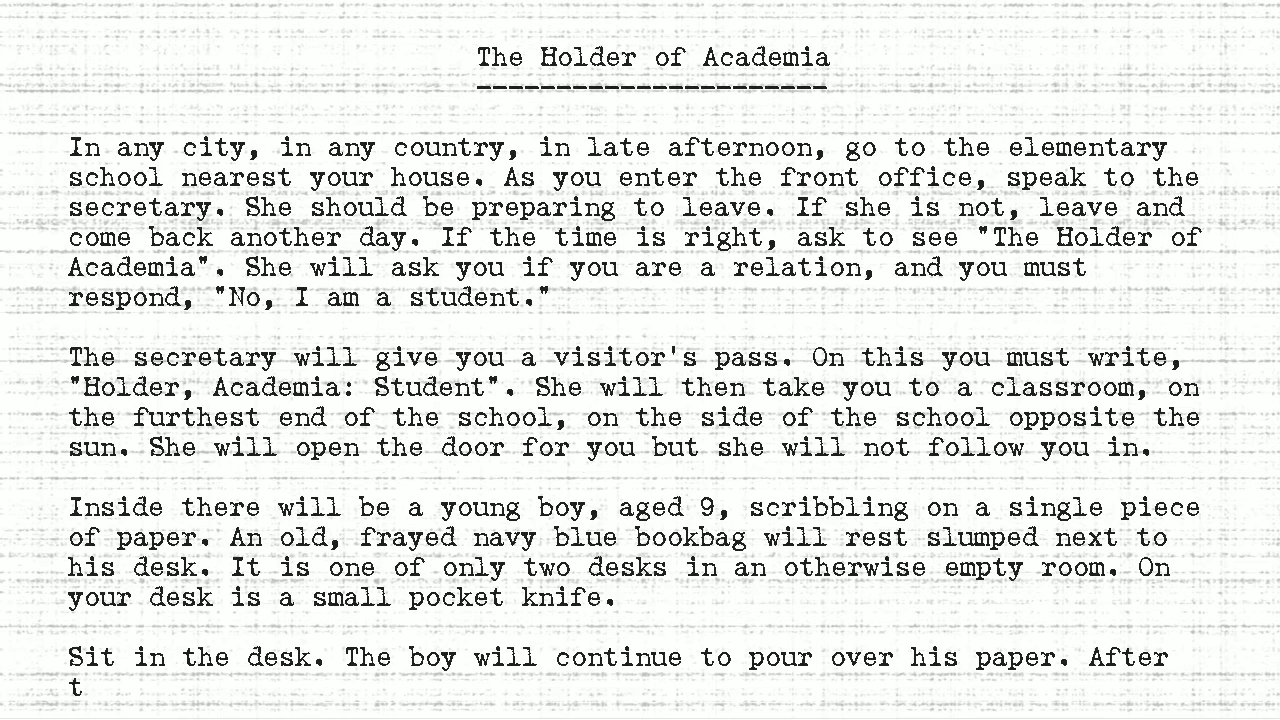 The Holder of Academia
----------------------
In any city, in any country, in late afternoon, go to the elementary
school nearest your house. As you enter the front office, speak to the
secretary. She should be preparing to leave. If she is not, leave and
come back another day. If the time is right, ask to see "The Holder of
Academia". She will ask you if you are a relation, and you must
respond, "No, I am a student."
The secretary will give you a visitor's pass. On this you must write,
"Holder, Academia: Student". She will then take you to a classroom, on
the furthest end of the school, on the side of the school opposite the
sun. She will open the door for you but she will not follow you in.
Inside there will be a young boy, aged 9, scribbling on a single piece
of paper. An old, frayed navy blue bookbag will rest slumped next to
his desk. It is one of only two desks in an otherwise empty room. On
your desk is a small pocket knife.
Sit in the desk. The boy will continue to pour over his paper. After
t